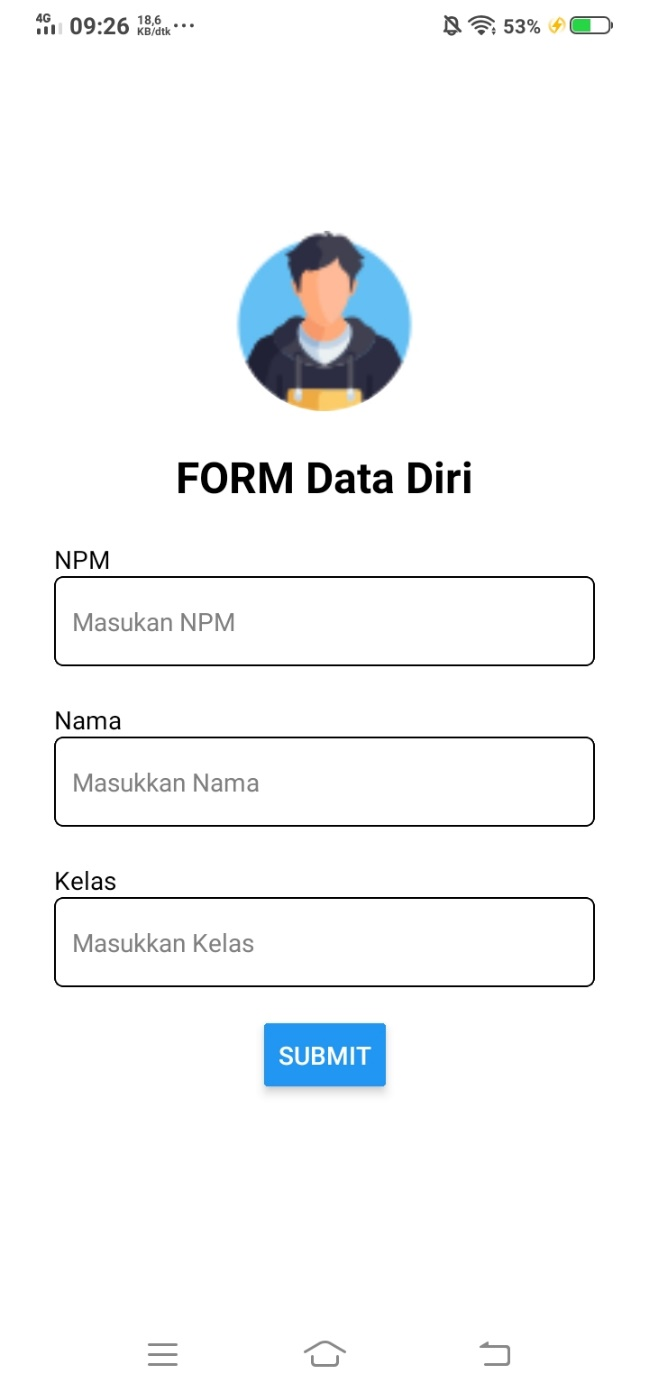 4G 09:26 18,6 KB/dtk ... 53%
FORM Data Diri
NPM
Masukan NPM
Nama
Masukkan Nama
Kelas
Masukkan Kelas
SUBMIT